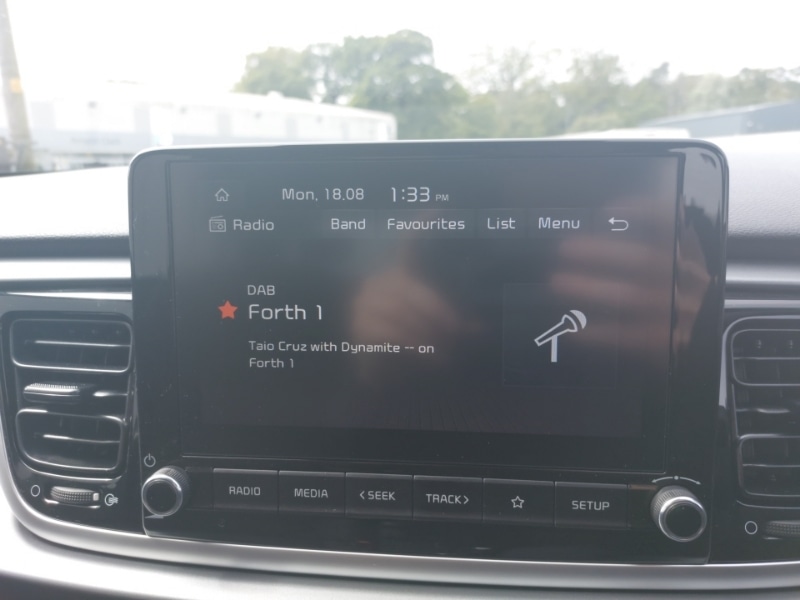 Mon, 18.08 1:33 PM
Radio Band Favourites List Menu
DAB
Forth 1
Taio Cruz with Dynamite -- on
Forth 1
RADIO MEDIA <SEEK TRACK> SETUP